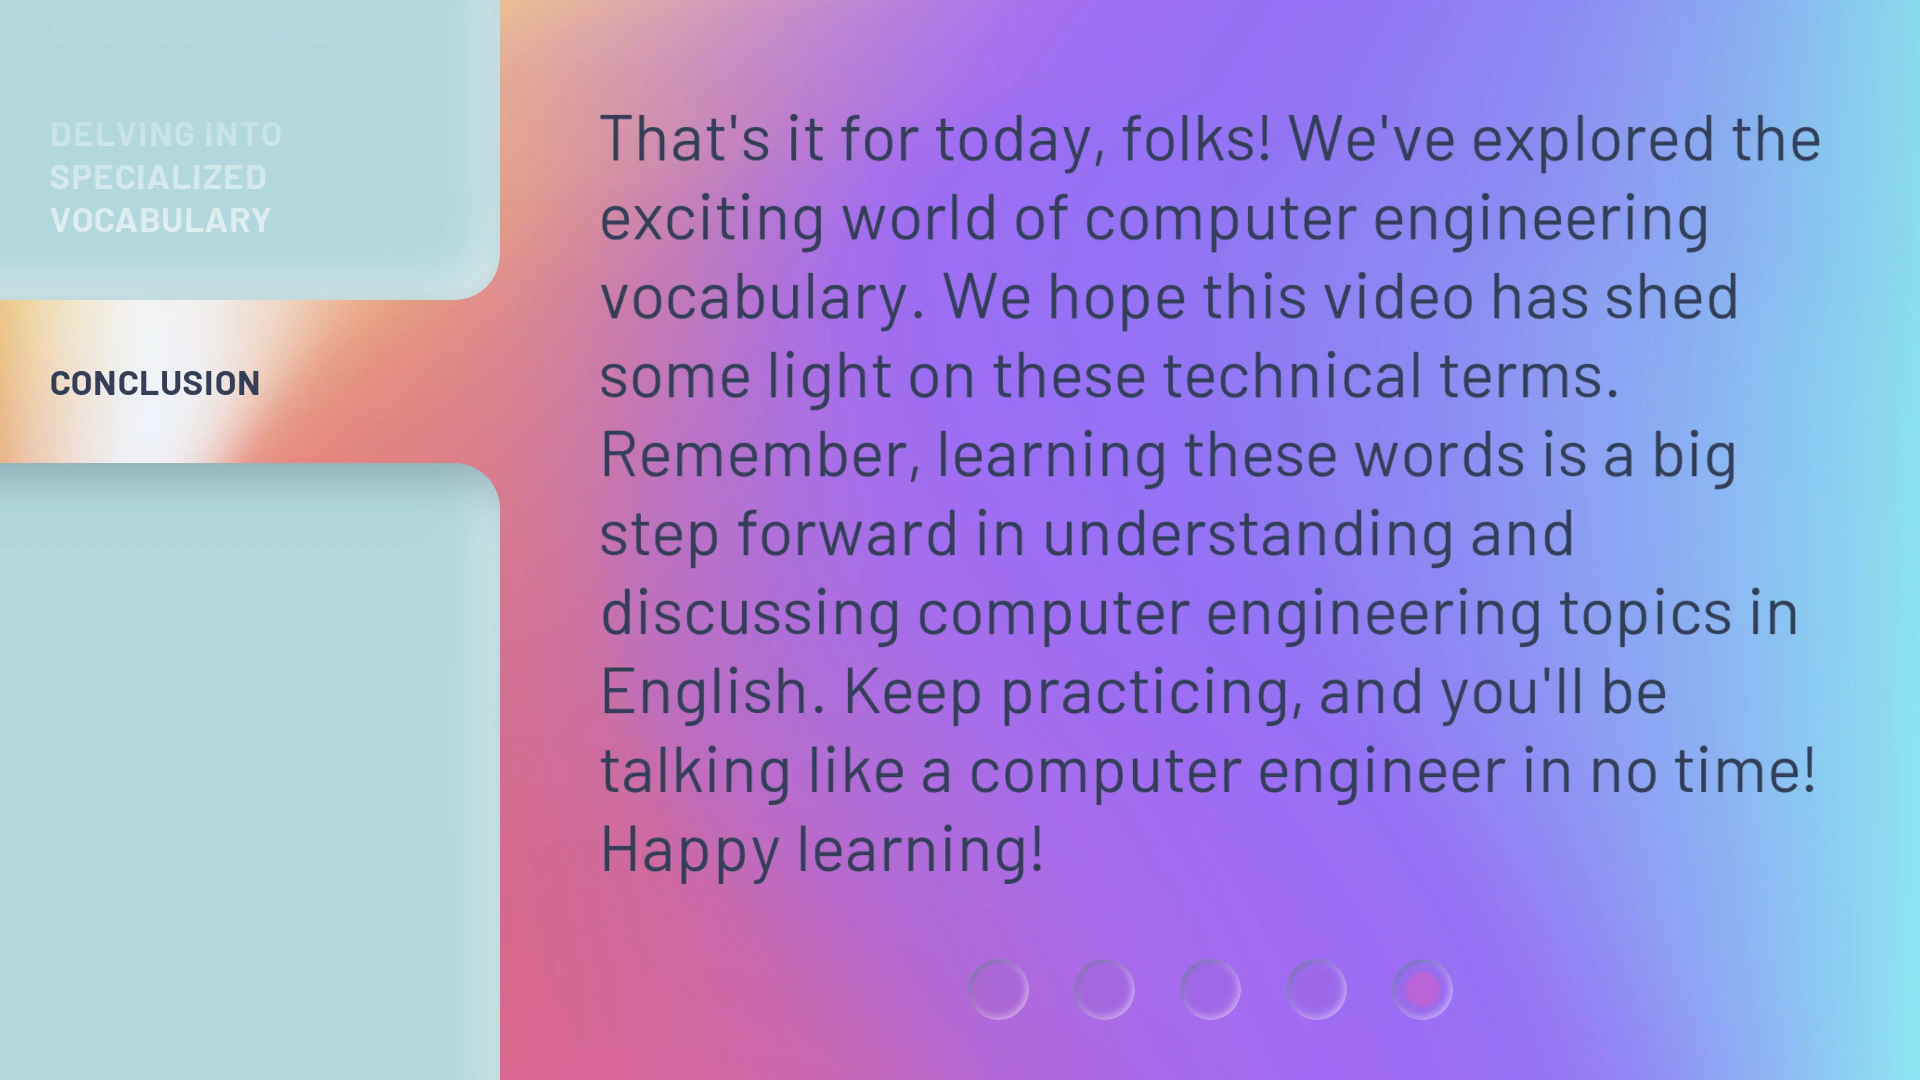 DELVING INTO
SPECIALIZED
VOCABULARY
CONCLUSION
That's it for today, folks! We've explored the
exciting world of computer engineering
vocabulary. We hope this video has shed
some light on these technical terms.
Remember, learning these words is a big
step forward in understanding and
discussing computer engineering topics in
English. Keep practicing, and you'll be
talking like a computer engineer in no time!
Happy learning!